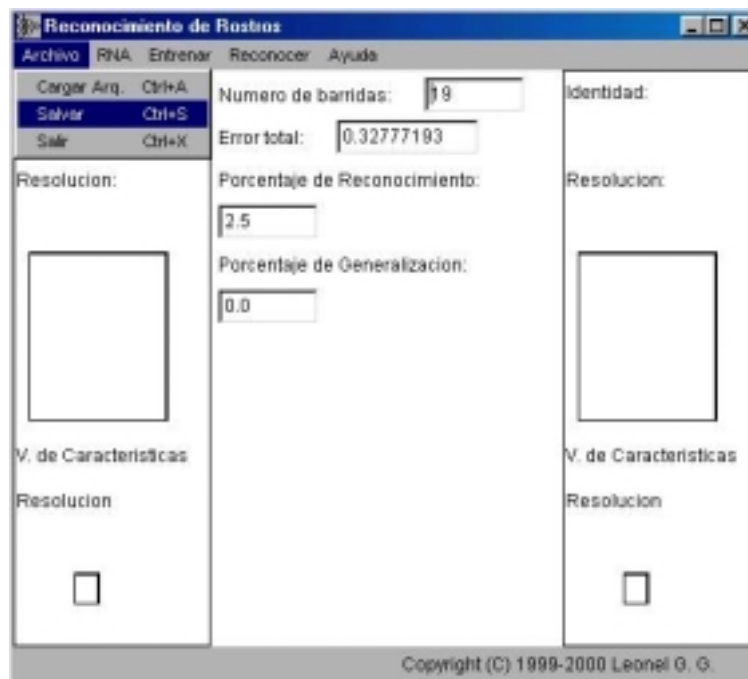 Reconocimiento de Rostros
Archivo RNA Entrenar Reconocer Ayuda
Cargar Arq. Ctrl+A
Salvar Ctrl+S
Salir Ctrl+X
Resolucion:
V. de Caracteristicas
Resolucion
Numero de barridas: 19
Error total: 0.32777193
Porcentaje de Reconocimiento:
2.5
Porcentaje de Generalizacion:
0.0
Identidad:
Resolucion:
V. de Caracteristicas
Resolucion
Copyright (C) 1999-2000 Leonel G. G.